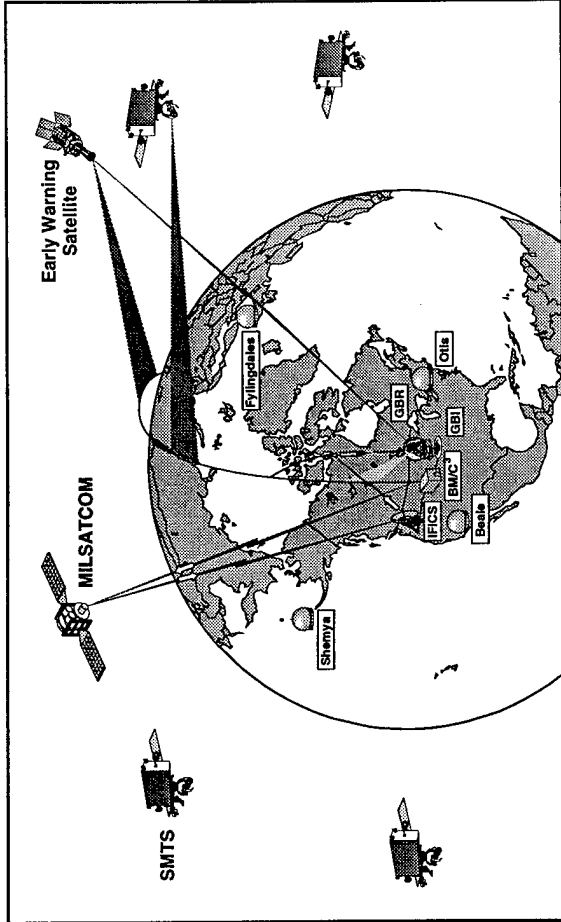 Early Warning
Satellite
MILSATCOM
SMTS
Fylingdales
Shemya
Otis
GBR
GBI
BM/C³
IFICS
Beale